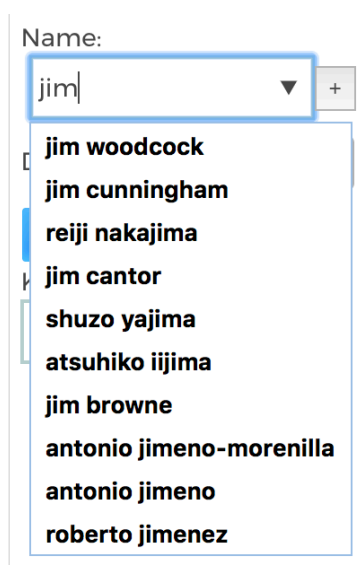 Name:
jim
+
jim woodcock
jim cunningham
reiji nakajima
jim cantor
shuzo yajima
atsuhiko iijima
jim browne
antonio jimeno-morenilla
antonio jimeno
roberto jimenez